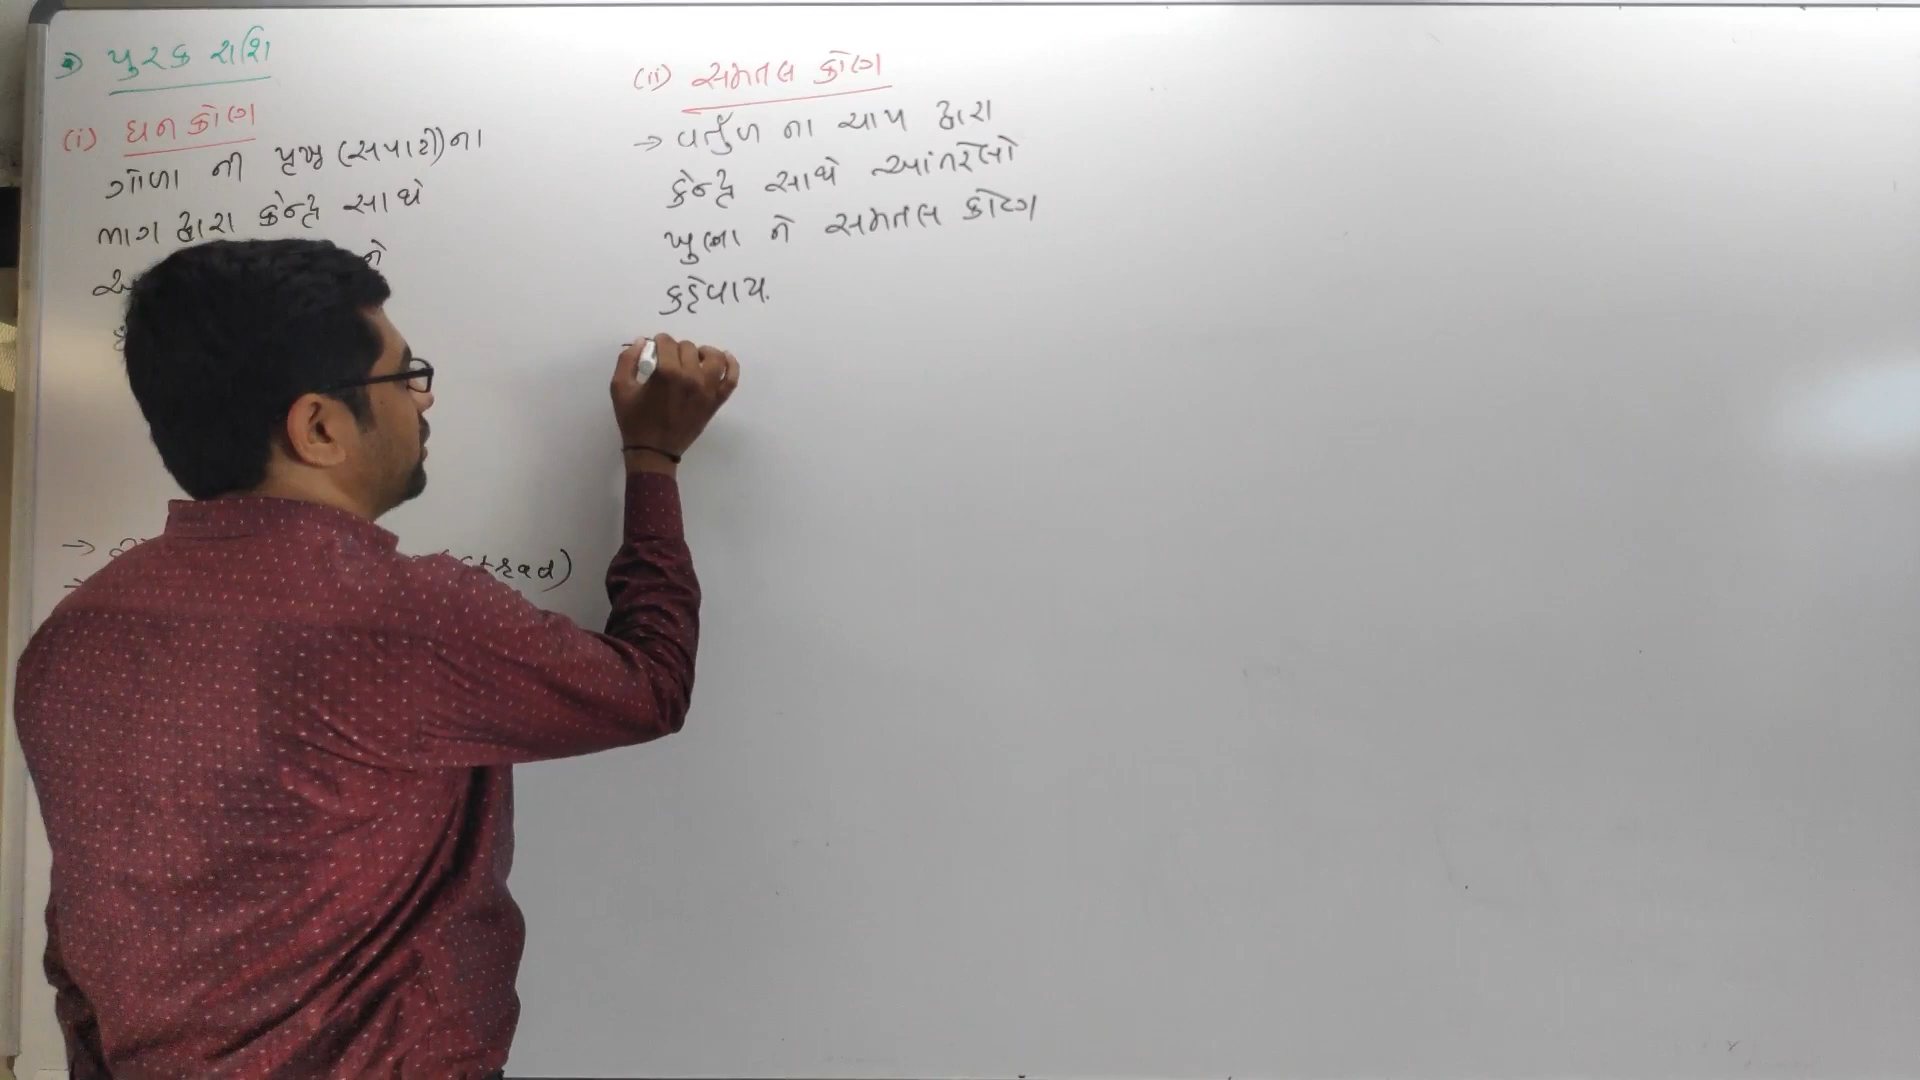 પુરક રાશિ
(i) ઘનકોણ
ગોળા ની પૃષ્ઠ (સપાટી)ના
ભાગ દ્વારા કેન્દ્ર સાથે
ને
→
(ii) સમતલ કોણ
→ વર્તુળ ના ચાપ દ્વારા
કેન્દ્ર સાથે આંતરેલો
ખુણા ને સમતલ કોણ
કહેવાય.